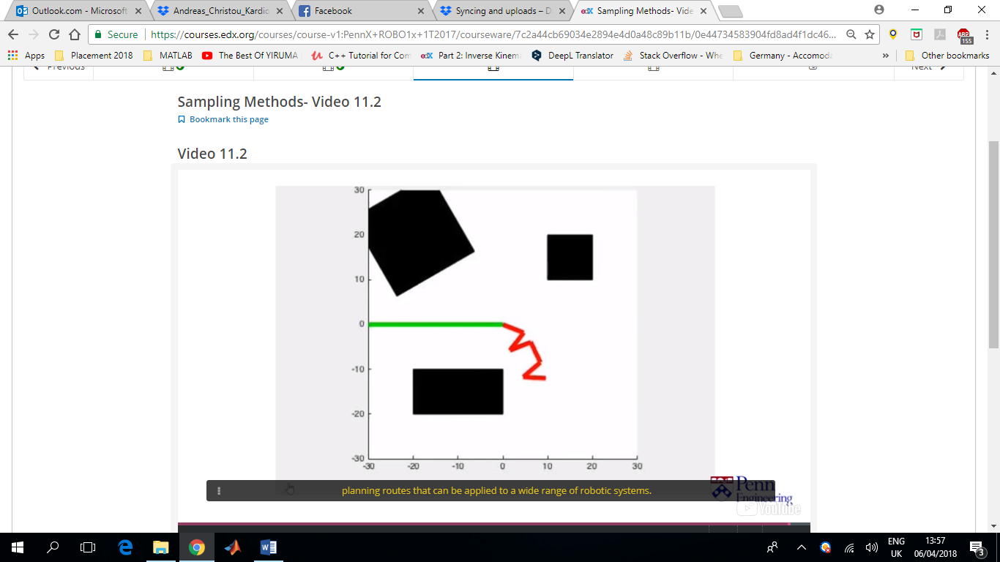 Outlook.com - Microsoft
Andreas_Christou_Kardio
Facebook
Syncing and uploads – D
Sampling Methods- Vide
Secure
https://courses.edx.org/courses/course-v1:PennX+ROBO1x+1T2017/courseware/7c2a44cb69034e2894e4d0a48c89b11b/0e44734583904fd8ad4f1dc46...
ABP
155
Apps
Placement 2018
MATLAB
The Best Of YIRUMA
C++ Tutorial for Com
edX
Part 2: Inverse Kinem
DeepL Translator
Stack Overflow - Whe
Germany - Accomoda
»
Other bookmarks
Previous
Next
Sampling Methods- Video 11.2
Bookmark this page
Video 11.2
30
20
10
0
-10
-20
-30
-30 -20 -10 0 10 20 30
planning routes that can be applied to a wide range of robotic systems.
Penn
Engineering
YouTube
ENG
UK
13:57
06/04/2018
3